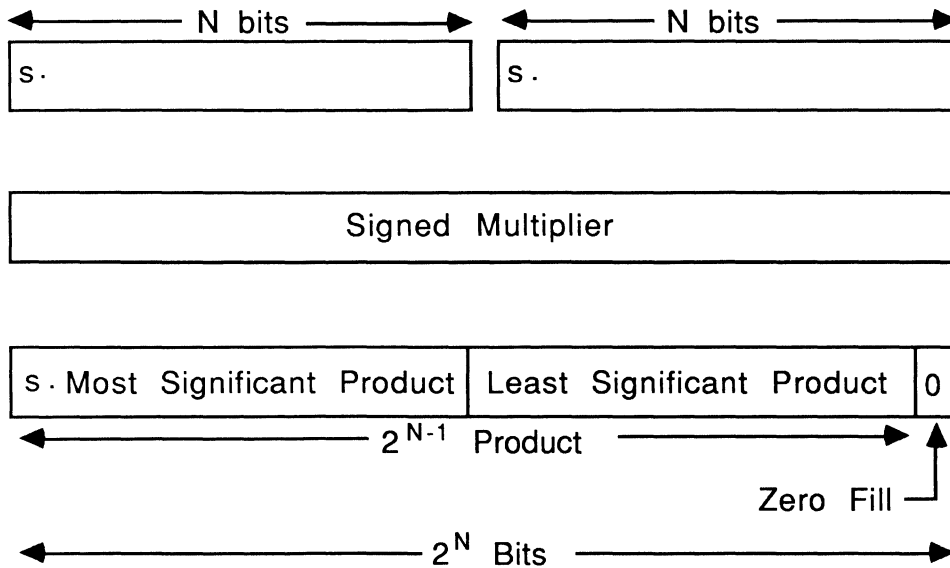 N bits N bits
s. s.
Signed Multiplier
s. Most Significant Product Least Significant Product 0
2^{N-1} Product
Zero Fill
2^N Bits